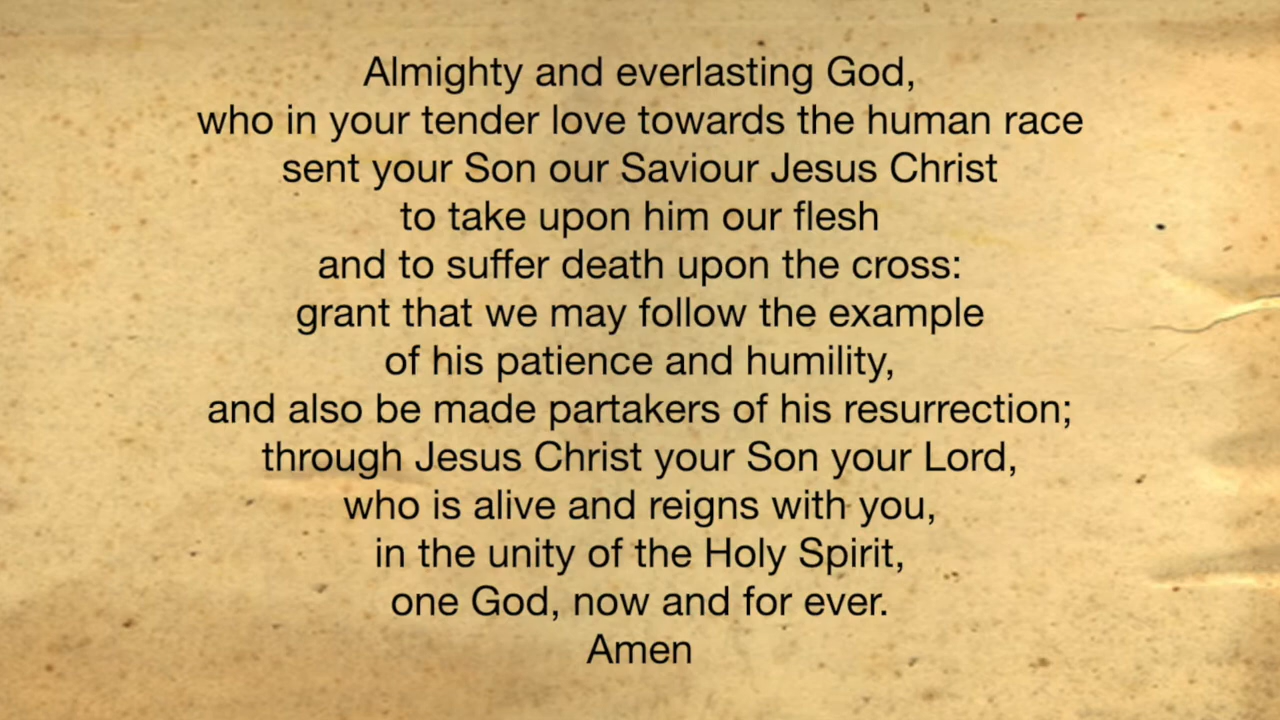 Almighty and everlasting God,
who in your tender love towards the human race
sent your Son our Saviour Jesus Christ
to take upon him our flesh
and to suffer death upon the cross:
grant that we may follow the example
of his patience and humility,
and also be made partakers of his resurrection;
through Jesus Christ your Son your Lord,
who is alive and reigns with you,
in the unity of the Holy Spirit,
one God, now and for ever.
Amen